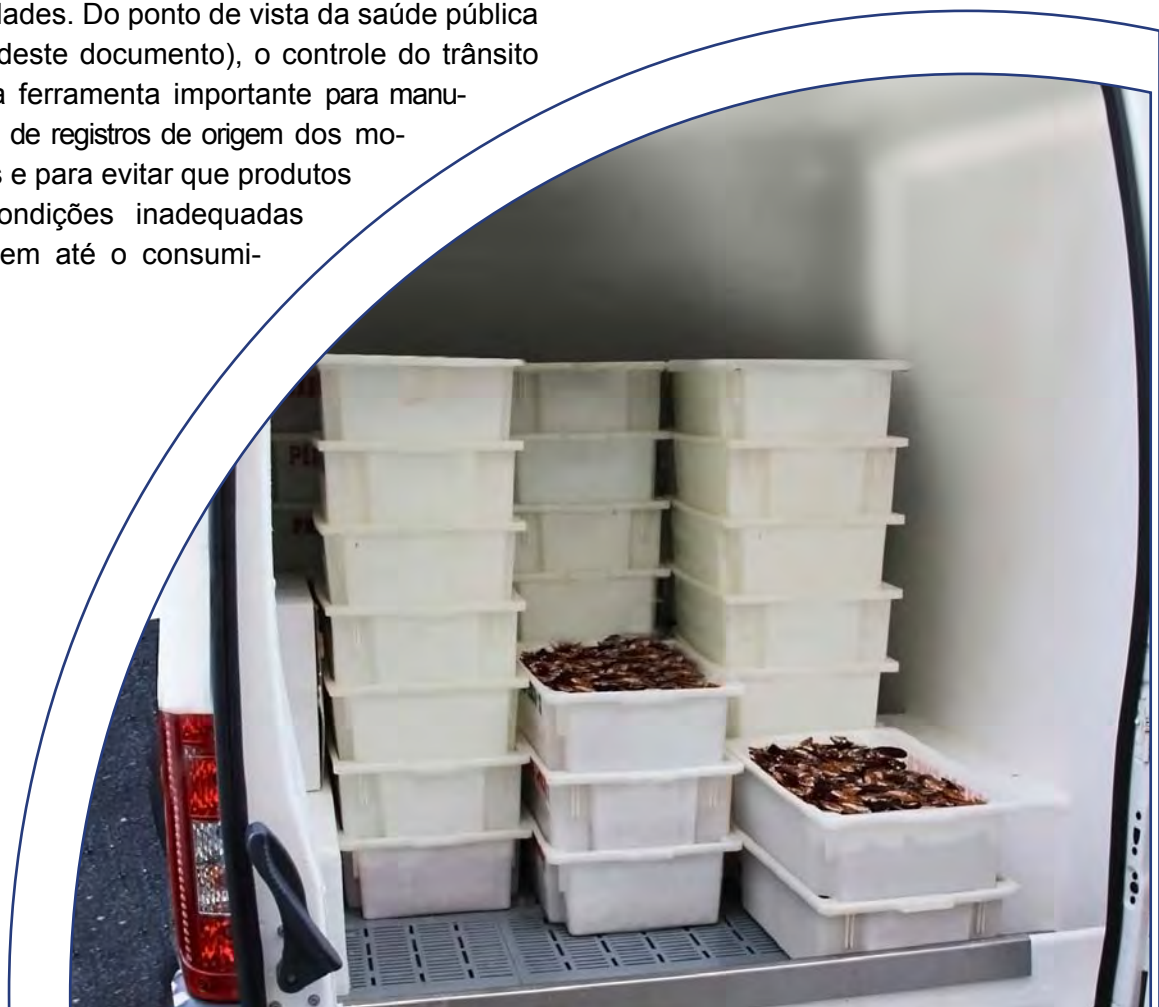 dades. Do ponto de vista da saúde pública
deste documento), o controle do trânsito
a ferramenta importante para manu-
de registros de origem dos mo-
s e para evitar que produtos
ondições inadequadas
em até o consumi-